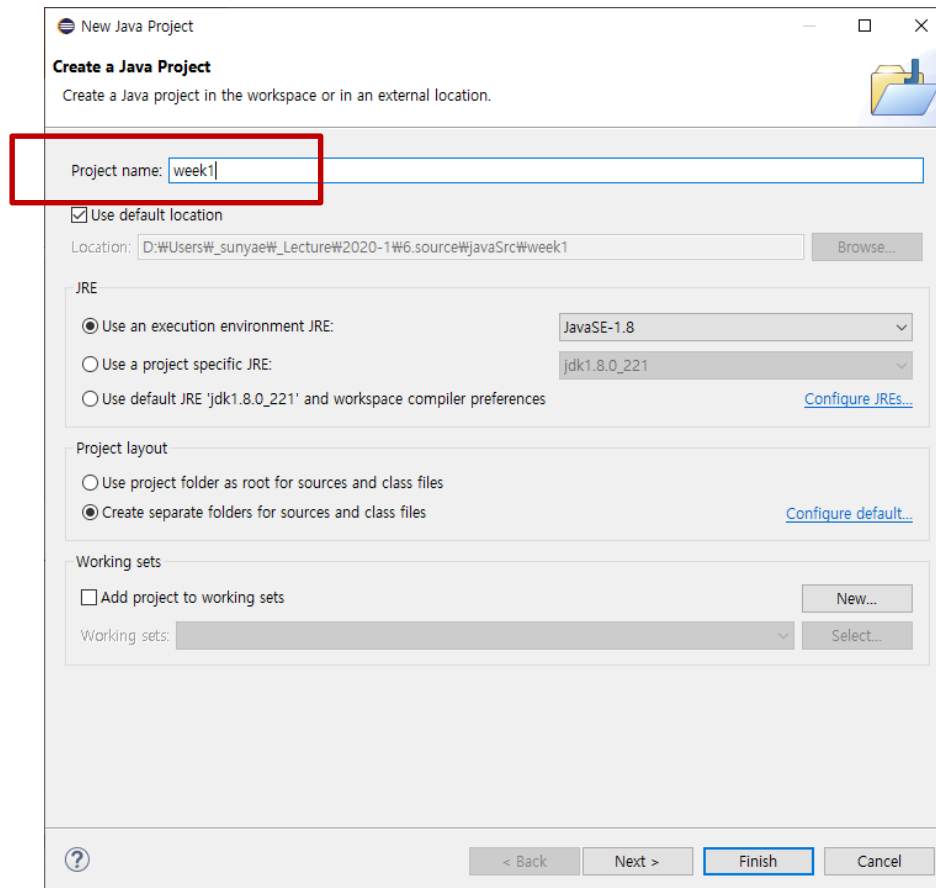 New Java Project
Create a Java Project
Create a Java project in the workspace or in an external location.
Project name: week1
Use default location
Location: D:₩Users₩_sunyae₩_Lecture₩2020-1₩6.source₩javaSrc₩week1 Browse...
JRE
Use an execution environment JRE: JavaSE-1.8
Use a project specific JRE: jdk1.8.0_221
Use default JRE 'jdk1.8.0_221' and workspace compiler preferences Configure JREs...
Project layout
Use project folder as root for sources and class files
Create separate folders for sources and class files Configure default...
Working sets
Add project to working sets New...
Working sets: Select...
? < Back Next > Finish Cancel